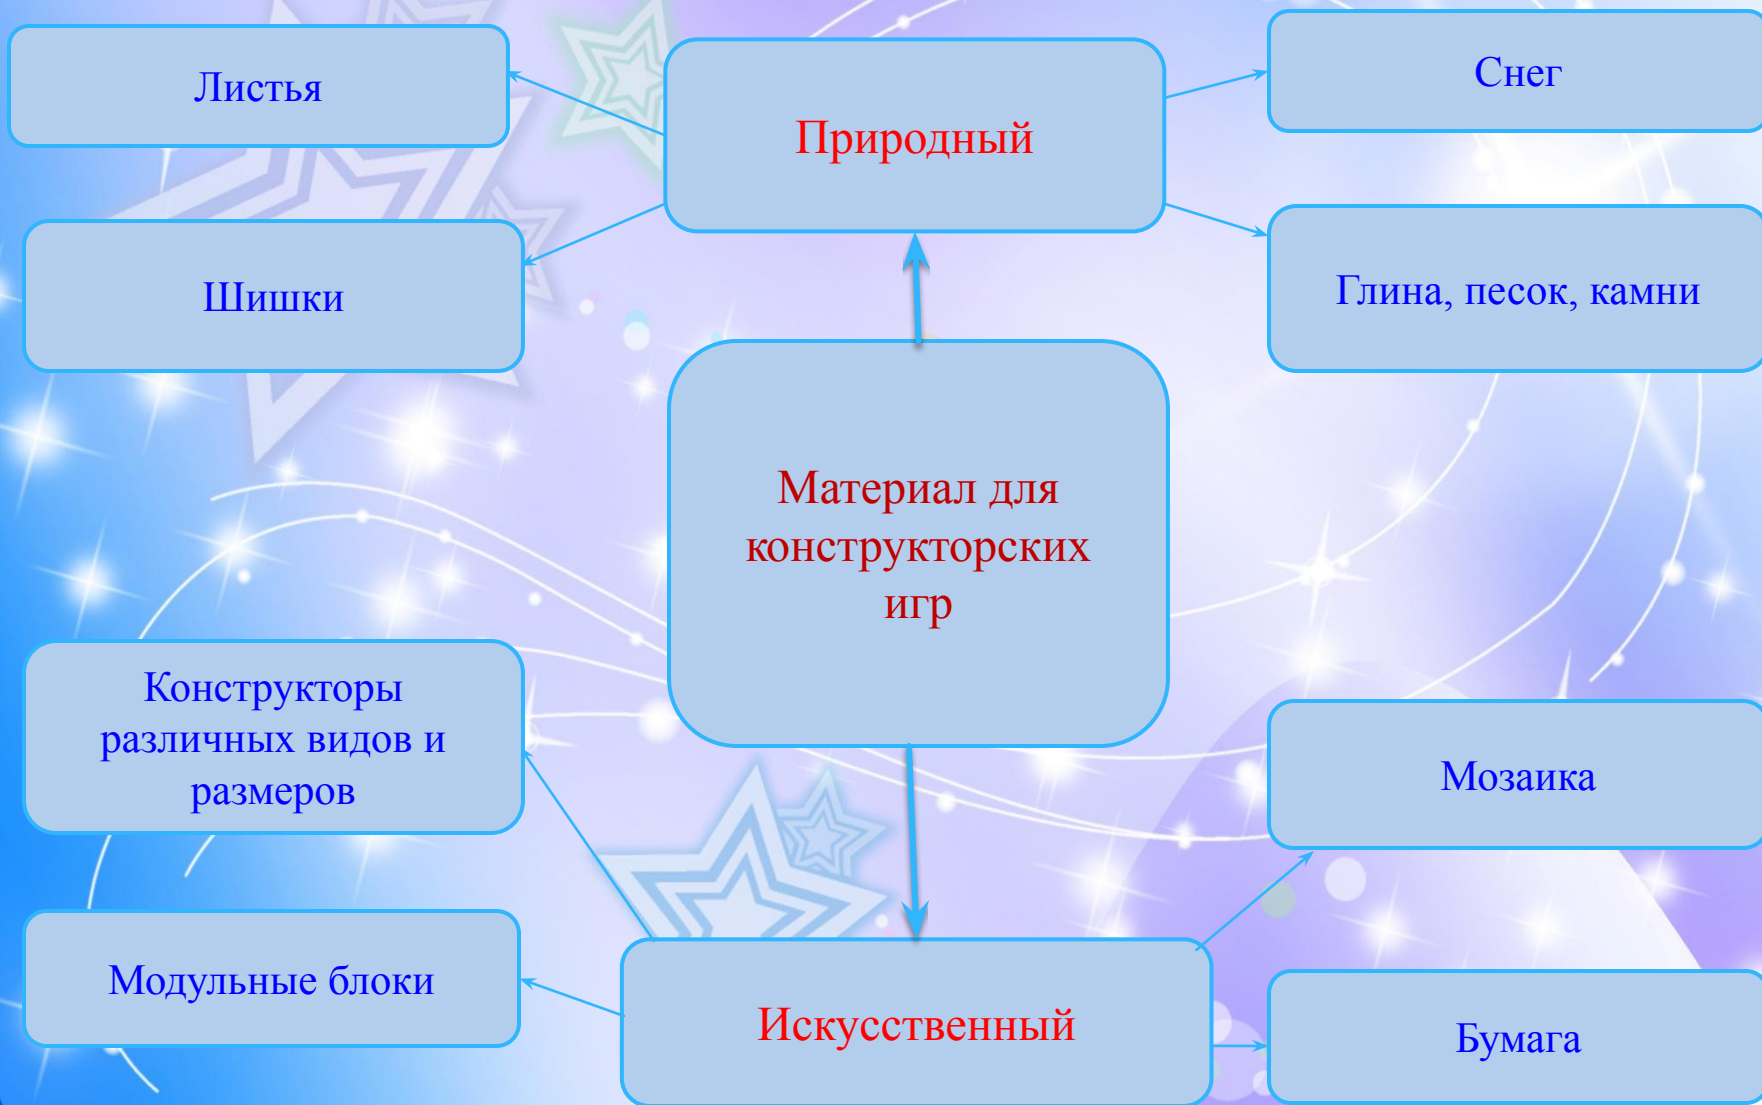 Листья
Природный
Снег
Шишки
Глина, песок, камни
Материал для
конструкторских
игр
Конструкторы
различных видов и
размеров
Мозаика
Модульные блоки
Искусственный
Бумага